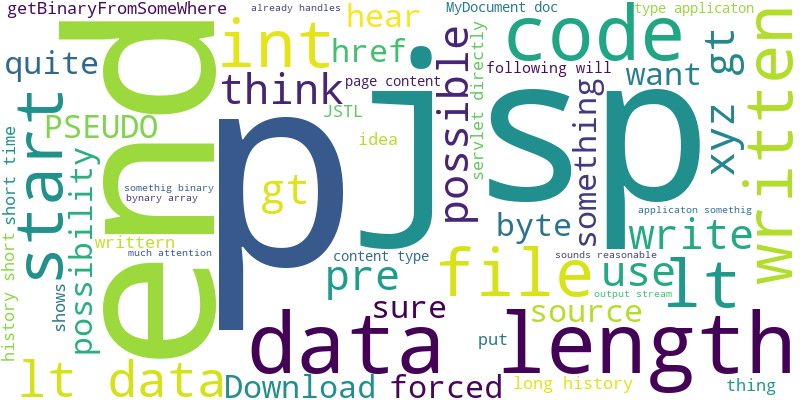 getBinaryFromSomeWhere
already handles
hear
MyDocument doc
type applicaton
quite
int
href
code
think
page content
possible
following will
want
xyz gt
written
start
end
p
jsp
PSEUDO
JSTL
idea
servlet directly
something
short time
possibility
somethig binary
bynary array
gt
byte
applicaton somethig
write
writtern
much attention
content type
sounds reasonable
history short
shows
pre
file
use
lt
output stream
sure
source
data length
put
lt data
Download
forced
long history
thing